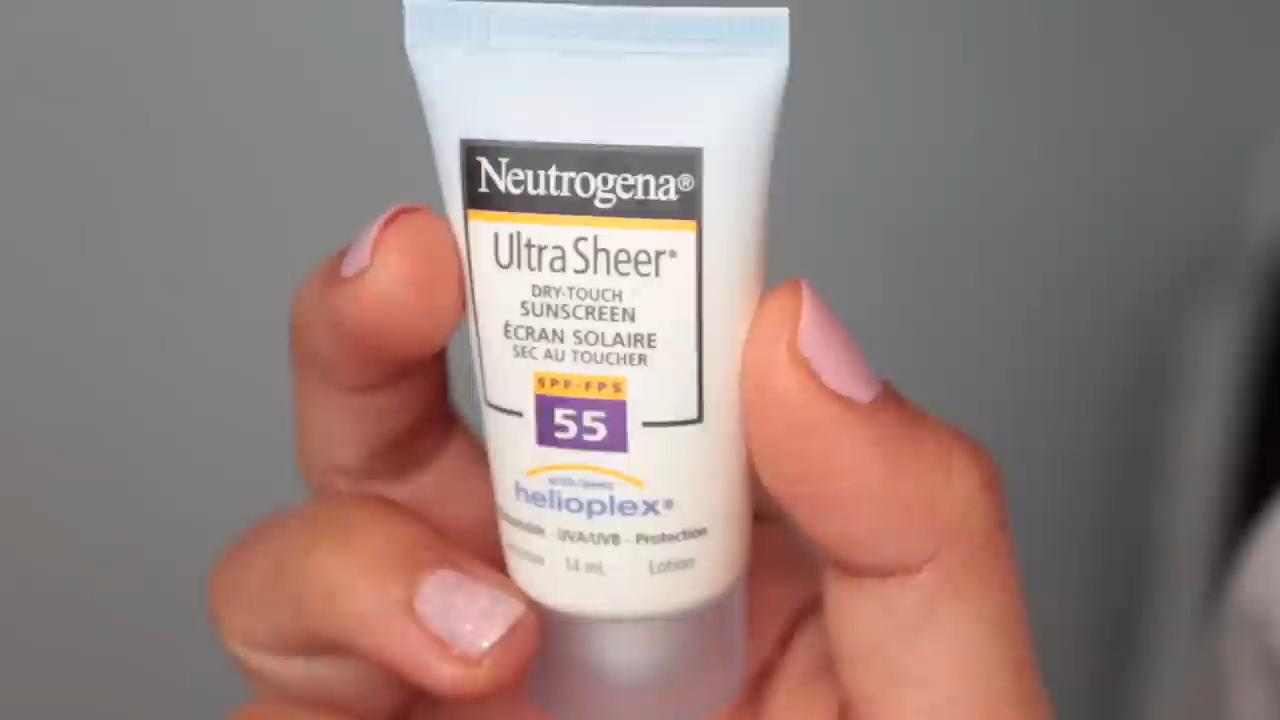 Neutrogena®
Ultra Sheer®
DRY-TOUCH
SUNSCREEN
ÉCRAN SOLAIRE
SEC AU TOUCHER
SPF-FPS
55
helioplex®
- UVA/UVB - Protection
14 mL Lotion